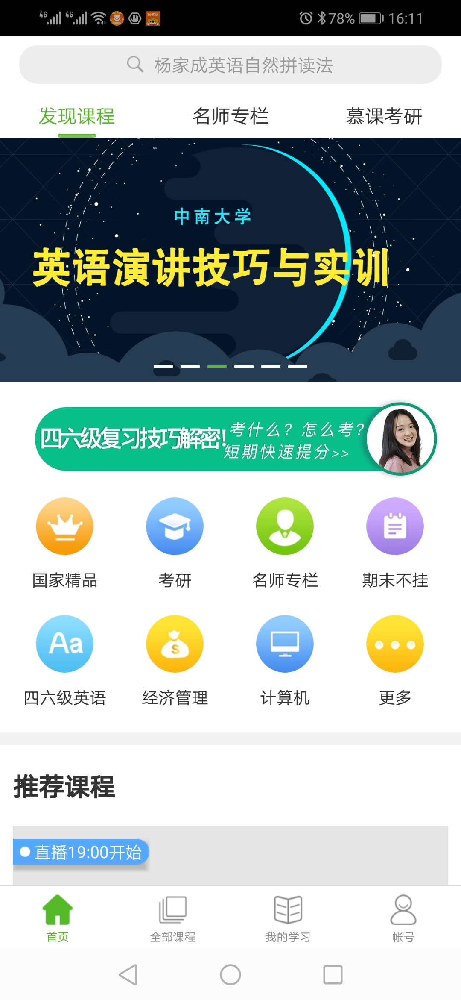 4G 4G 78% 16:11
杨家成英语自然拼读法
发现课程 名师专栏 慕课考研
中南大学
英语演讲技巧与实训
四六级复习技巧解密!
考什么？怎么考？
短期快速提分>>
国家精品 考研 名师专栏 期末不挂
Aa
S
四六级英语 经济管理 计算机 更多
推荐课程
直播19:00开始
首页 全部课程 我的学习 帐号